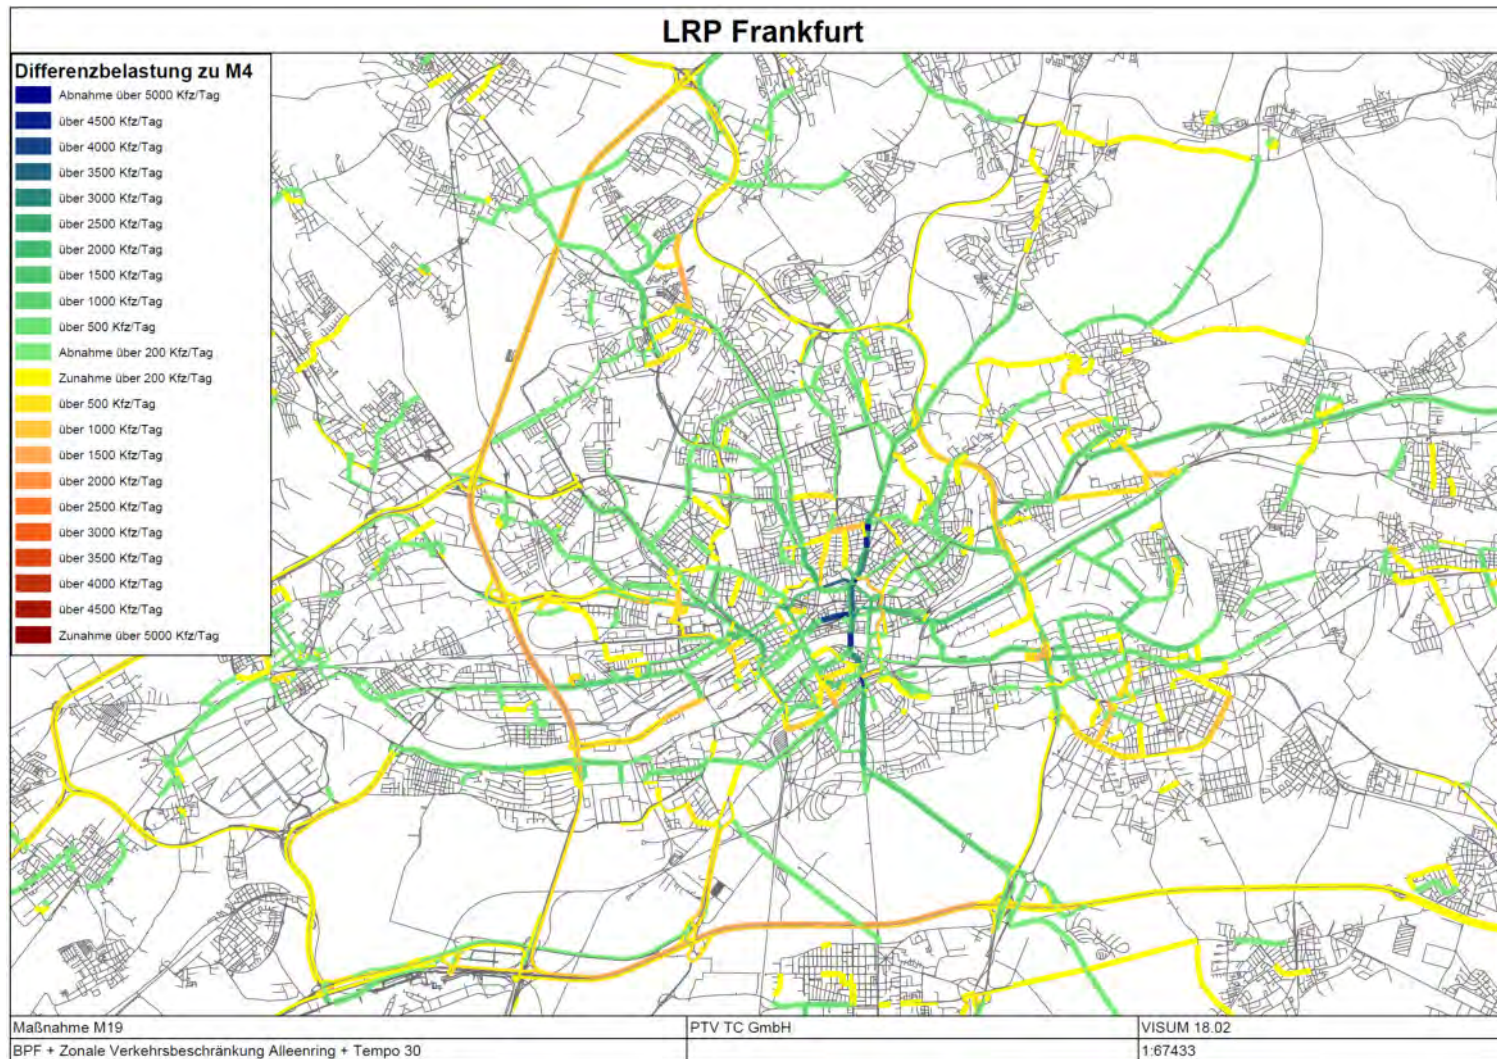 LRP Frankfurt
Differenzbelastung zu M4
Abnahme über 5000 Kfz/Tag
über 4500 Kfz/Tag
über 4000 Kfz/Tag
über 3500 Kfz/Tag
über 3000 Kfz/Tag
über 2500 Kfz/Tag
über 2000 Kfz/Tag
über 1500 Kfz/Tag
über 1000 Kfz/Tag
über 500 Kfz/Tag
Abnahme über 200 Kfz/Tag
Zunahme über 200 Kfz/Tag
über 500 Kfz/Tag
über 1000 Kfz/Tag
über 1500 Kfz/Tag
über 2000 Kfz/Tag
über 2500 Kfz/Tag
über 3000 Kfz/Tag
über 3500 Kfz/Tag
über 4000 Kfz/Tag
über 4500 Kfz/Tag
Zunahme über 5000 Kfz/Tag
Maßnahme M19
PTV TC GmbH
VISUM 18.02
BPF + Zonale Verkehrsbeschränkung Alleenring + Tempo 30
1:67433